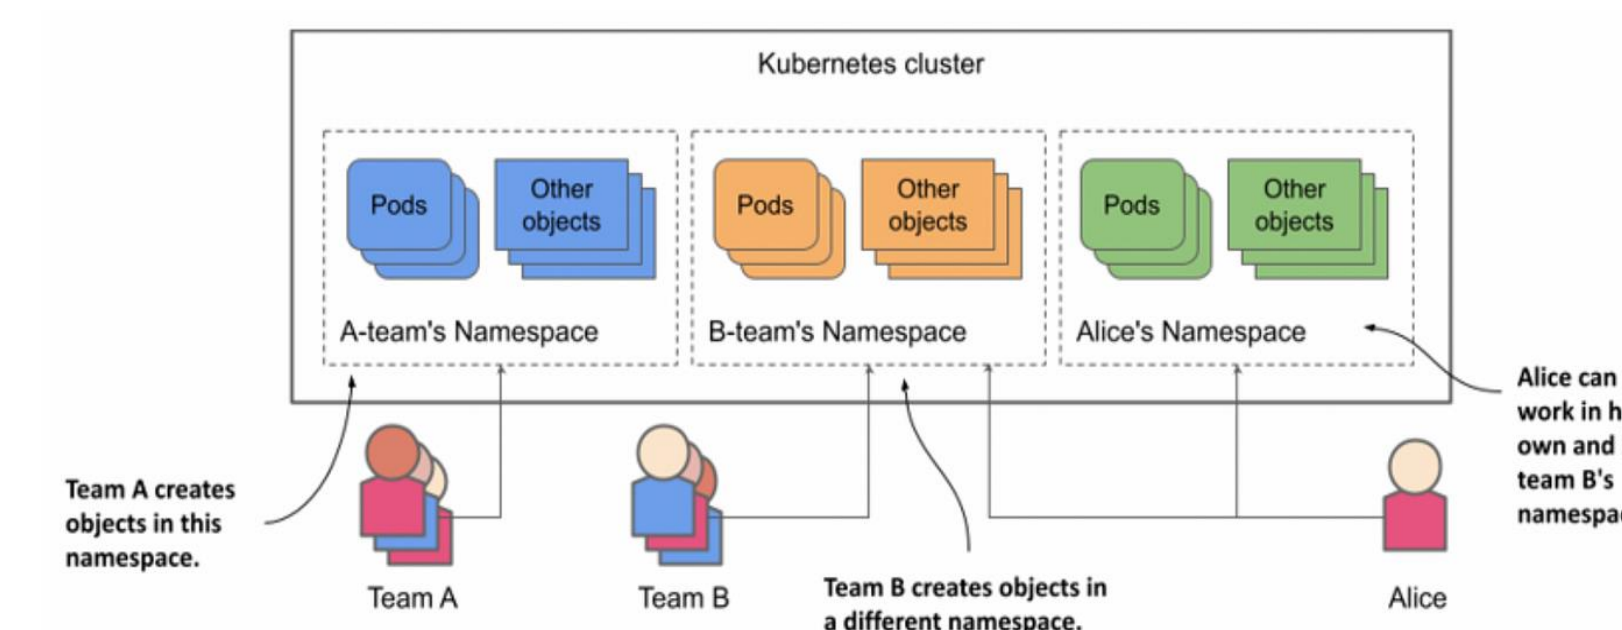 Kubernetes cluster
Pods
Other
objects
A-team's Namespace
Pods
Other
objects
B-team's Namespace
Pods
Other
objects
Alice's Namespace
Team A creates
objects in this
namespace.
Team A
Team B
Team B creates objects in
a different namespace.
Alice can
work in
own and
team B's
Alice